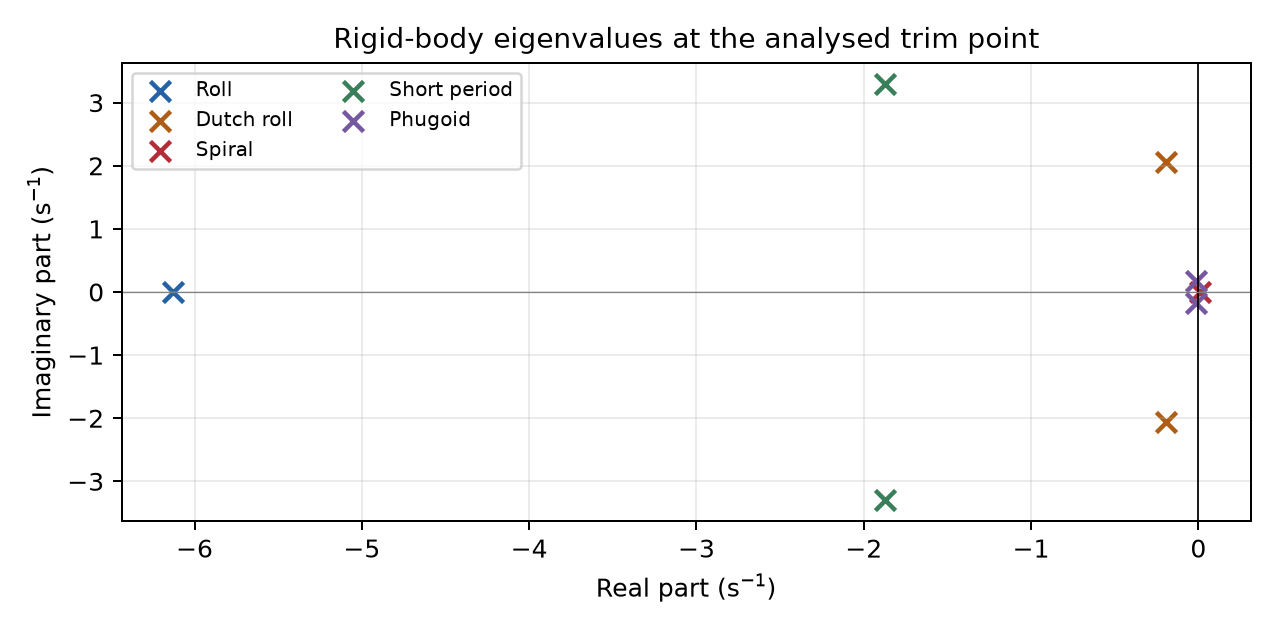 Rigid-body eigenvalues at the analysed trim point
Roll
Dutch roll
Spiral
Short period
Phugoid
3
2
1
0
−1
−2
−3
Imaginary part (s⁻¹)
−6 −5 −4 −3 −2 −1 0
Real part (s⁻¹)